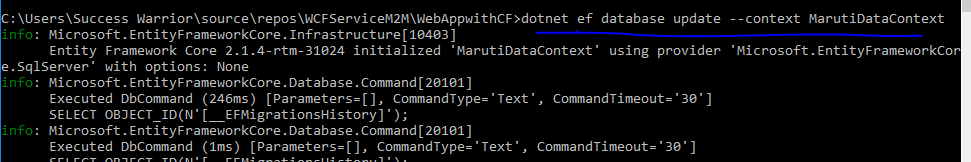 C:\Users\Success Warrior\source\repos\WCFServiceM2M\WebAppwithCF>dotnet ef database update --context MarutiDataContext
info: Microsoft.EntityFrameworkCore.Infrastructure[10403]
      Entity Framework Core 2.1.4-rtm-31024 initialized 'MarutiDataContext' using provider 'Microsoft.EntityFrameworkCor
e.SqlServer' with options: None
info: Microsoft.EntityFrameworkCore.Database.Command[20101]
      Executed DbCommand (246ms) [Parameters=[], CommandType='Text', CommandTimeout='30']
      SELECT OBJECT_ID(N'[__EFMigrationsHistory]');
info: Microsoft.EntityFrameworkCore.Database.Command[20101]
      Executed DbCommand (1ms) [Parameters=[], CommandType='Text', CommandTimeout='30']
      SELECT OBJECT_ID(N'[__EFMigrationsHistory]');